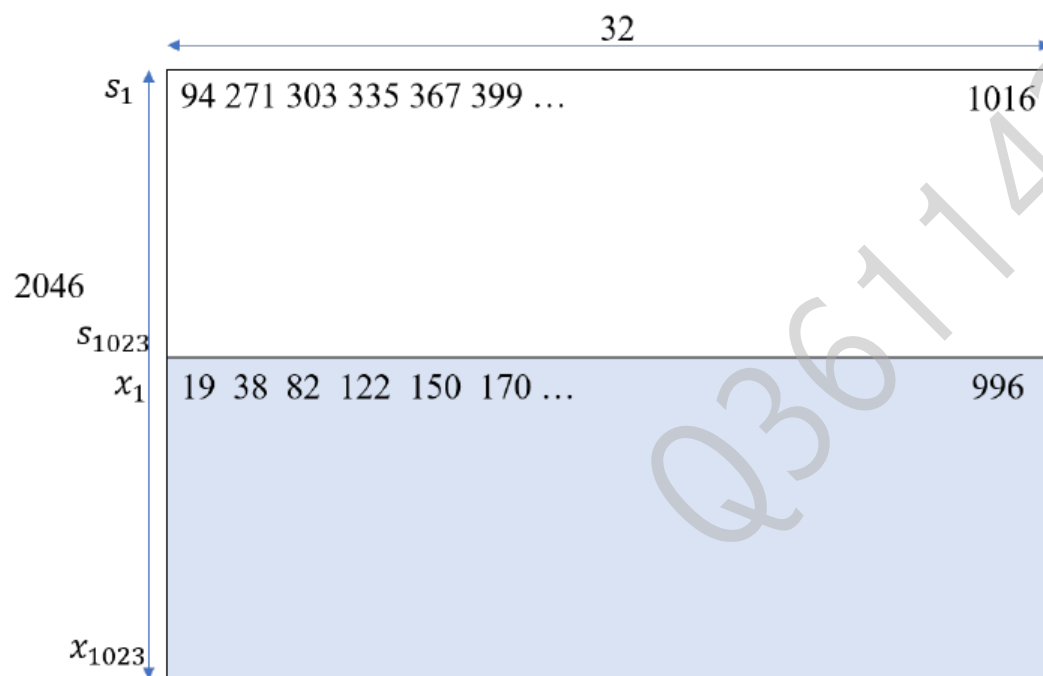 32
s₁ 94 271 303 335 367 399 … 1016
2046
s₁₀₂₃
x₁ 19 38 82 122 150 170 … 996
x₁₀₂₃